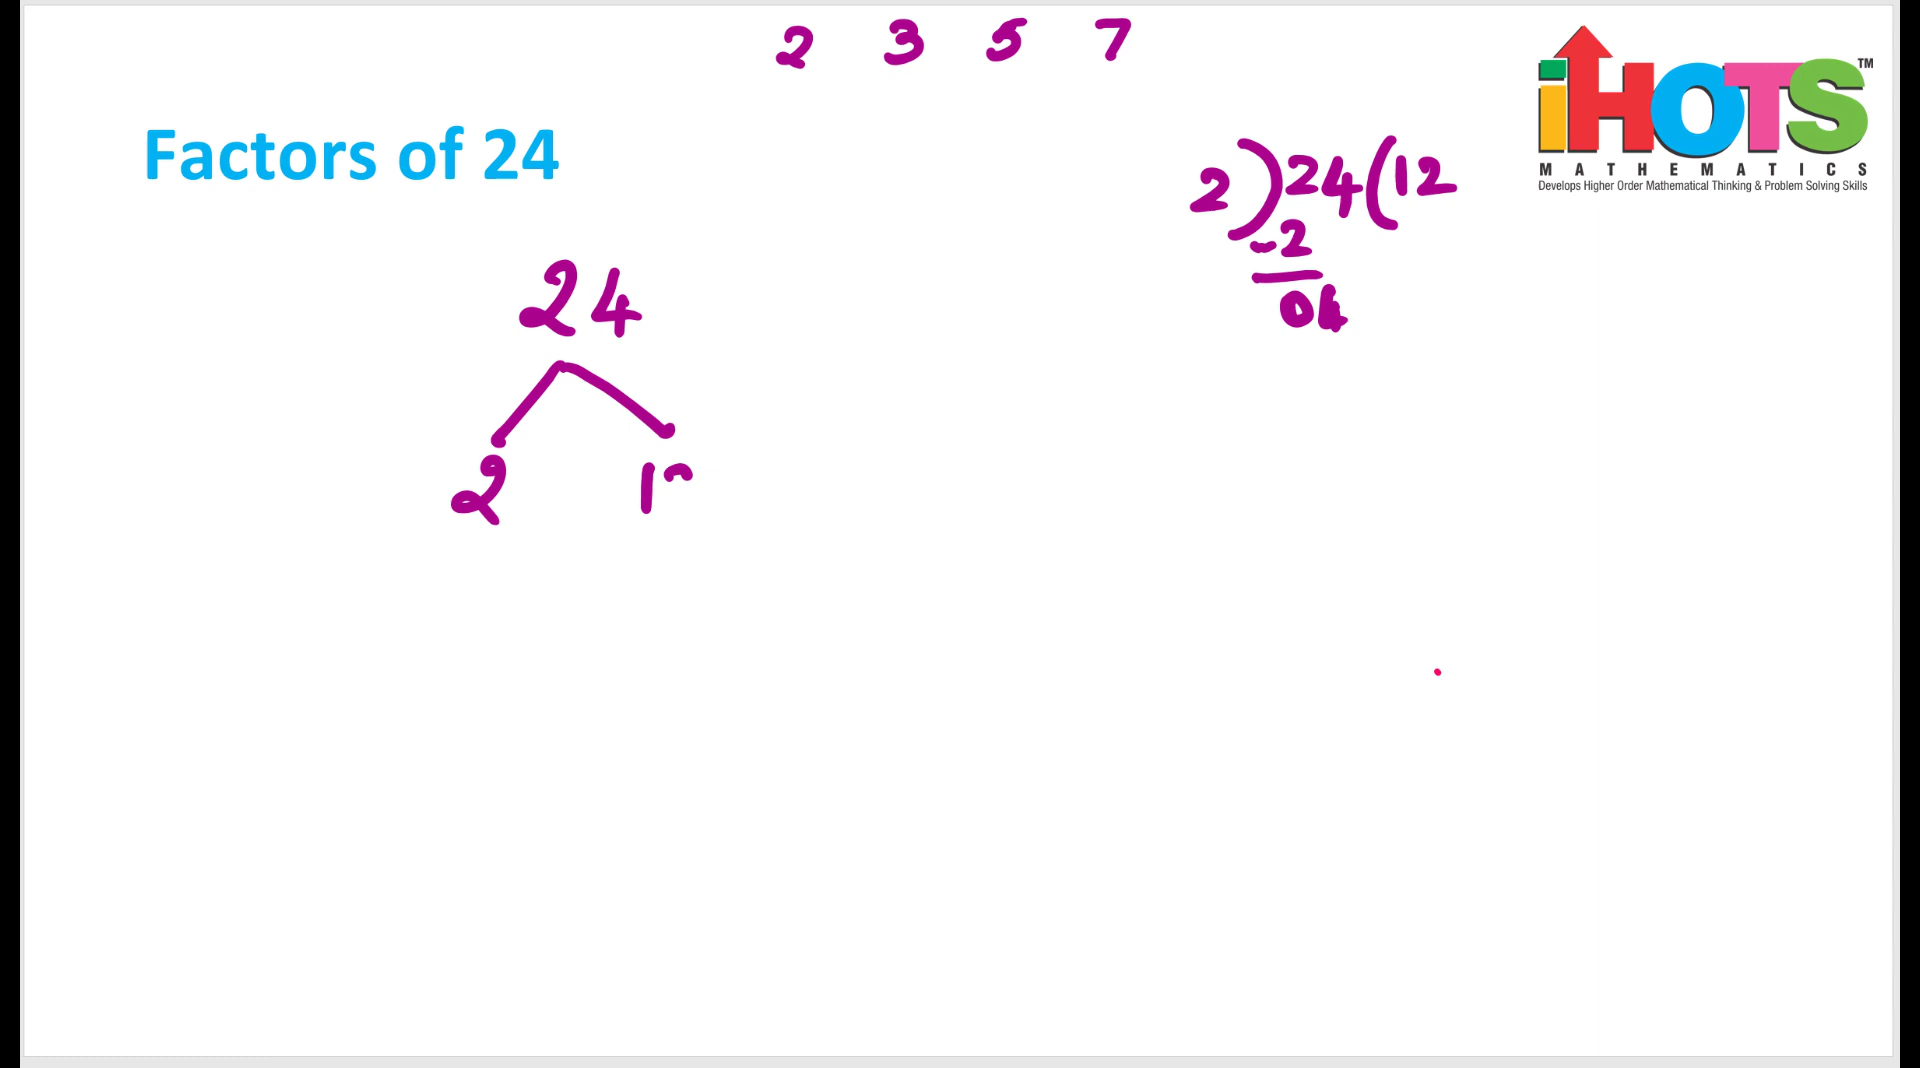 2 3 5 7
iHOTS™
MATHEMATICS
Develops Higher Order Mathematical Thinking & Problem Solving Skills
Factors of 24
2)24(12
-2
04
24
2